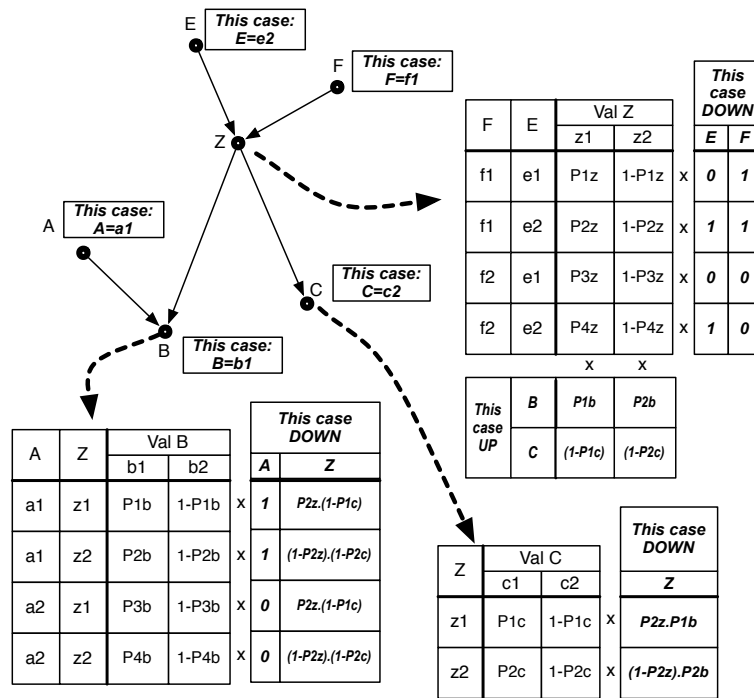 E
This case:
E=e2
F
This case:
F=f1
Z
A
This case:
A=a1
B
This case:
B=b1
C
This case:
C=c2
F E Val Z This case DOWN
z1 z2 E F
f1 e1 P1z 1-P1z x 0 1
f1 e2 P2z 1-P2z x 1 1
f2 e1 P3z 1-P3z x 0 0
f2 e2 P4z 1-P4z x 1 0
x x
This case UP B P1b P2b
C (1-P1c) (1-P2c)
A Z Val B This case DOWN
b1 b2 A Z
a1 z1 P1b 1-P1b x 1 P2z.(1-P1c)
a1 z2 P2b 1-P2b x 1 (1-P2z).(1-P2c)
a2 z1 P3b 1-P3b x 0 P2z.(1-P1c)
a2 z2 P4b 1-P4b x 0 (1-P2z).(1-P2c)
Z Val C This case DOWN
c1 c2 Z
z1 P1c 1-P1c x P2z.P1b
z2 P2c 1-P2c x (1-P2z).P2b